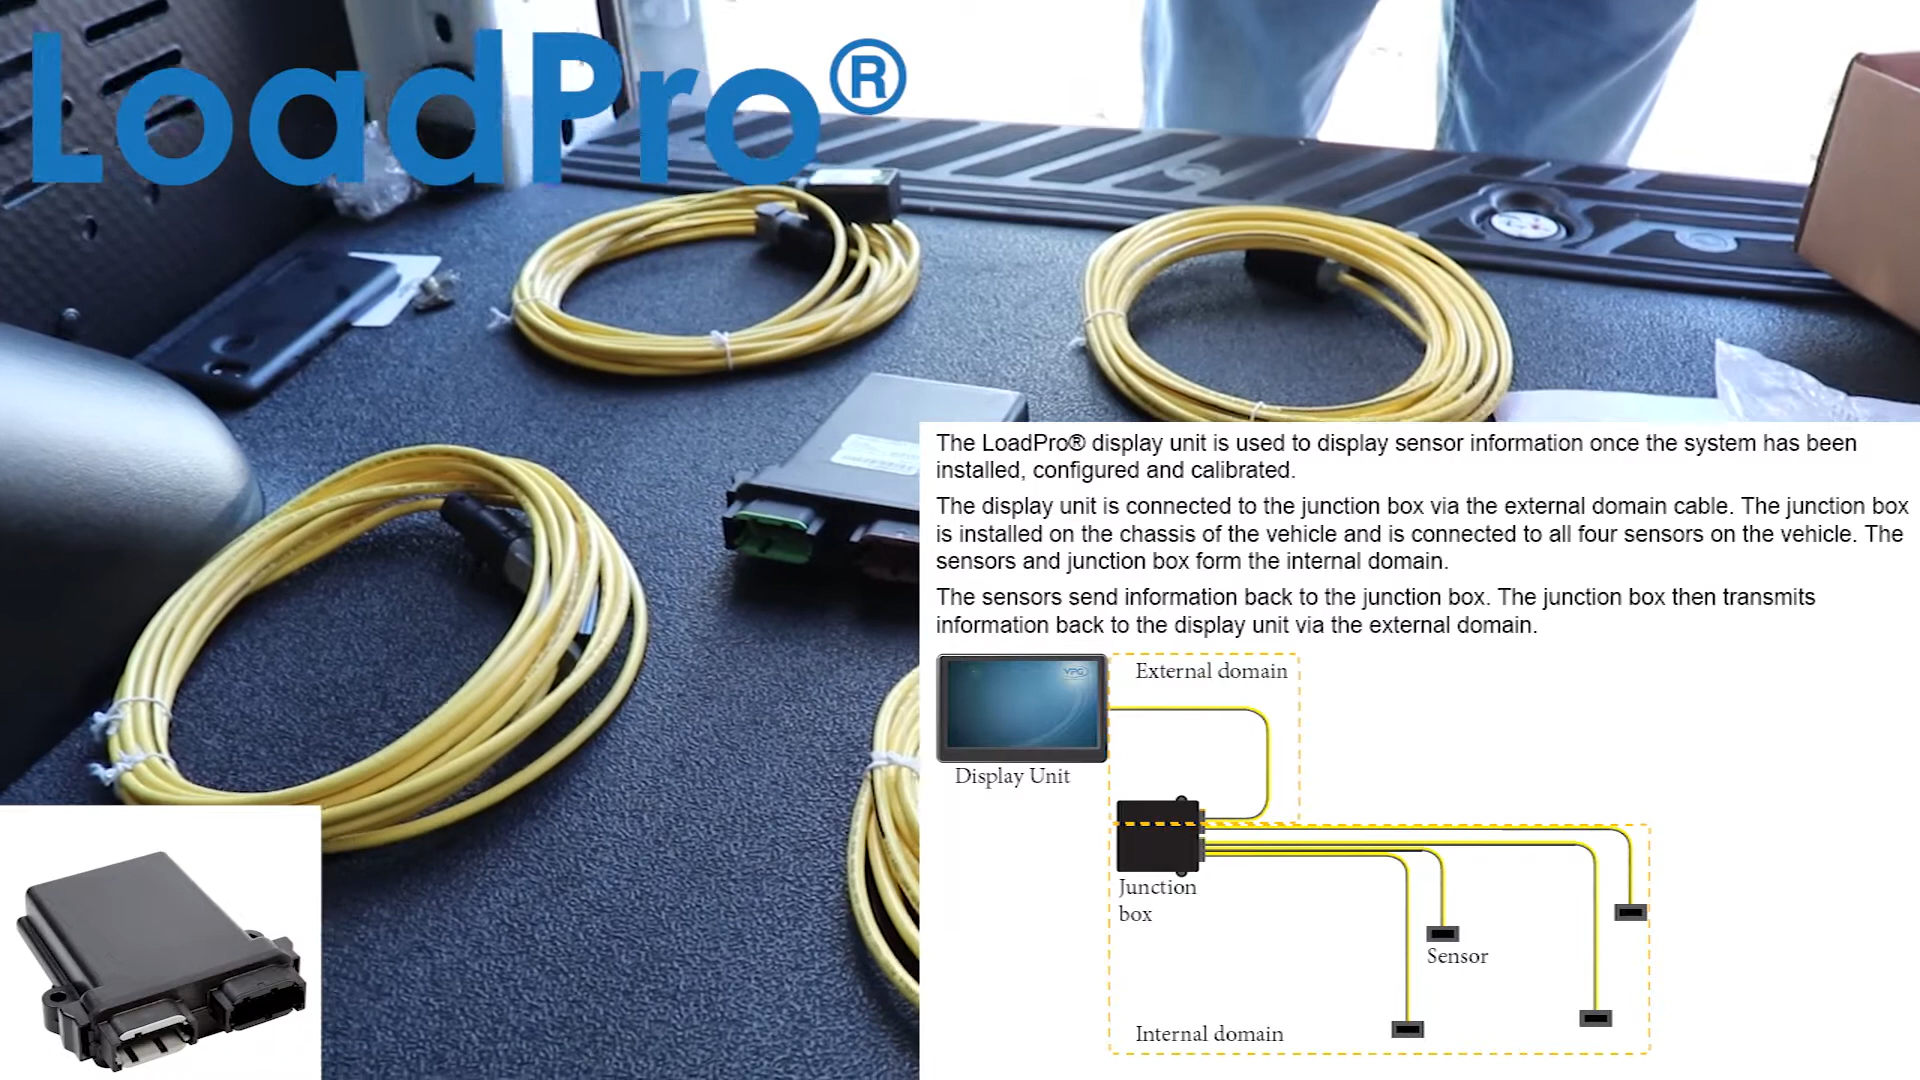 LoadPro®
The LoadPro® display unit is used to display sensor information once the system has been
installed, configured and calibrated.
The display unit is connected to the junction box via the external domain cable. The junction box
is installed on the chassis of the vehicle and is connected to all four sensors on the vehicle. The
sensors and junction box form the internal domain.
The sensors send information back to the junction box. The junction box then transmits
information back to the display unit via the external domain.
VPG
External domain
Display Unit
Junction
box
Sensor
Internal domain